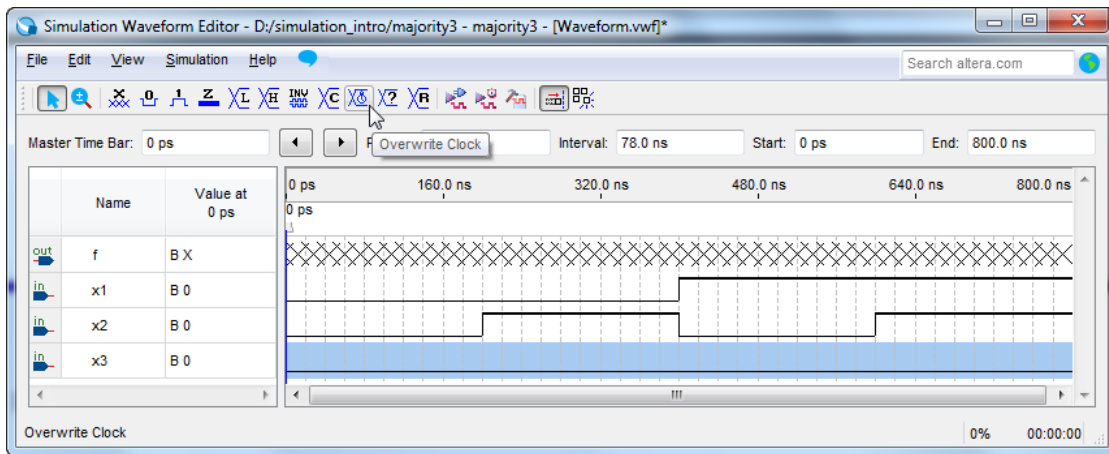 Simulation Waveform Editor - D:/simulation_intro/majority3 - majority3 - [Waveform.vwf]*
File Edit View Simulation Help Search altera.com
X 0 1 Z L H INV C ? R
Master Time Bar: 0 ps P Overwrite Clock Interval: 78.0 ns Start: 0 ps End: 800.0 ns
Name Value at 0 ps 0 ps 160.0 ns 320.0 ns 480.0 ns 640.0 ns 800.0 ns
0 ps
out f B X
in x1 B 0
in x2 B 0
in x3 B 0
Overwrite Clock 0% 00:00:00